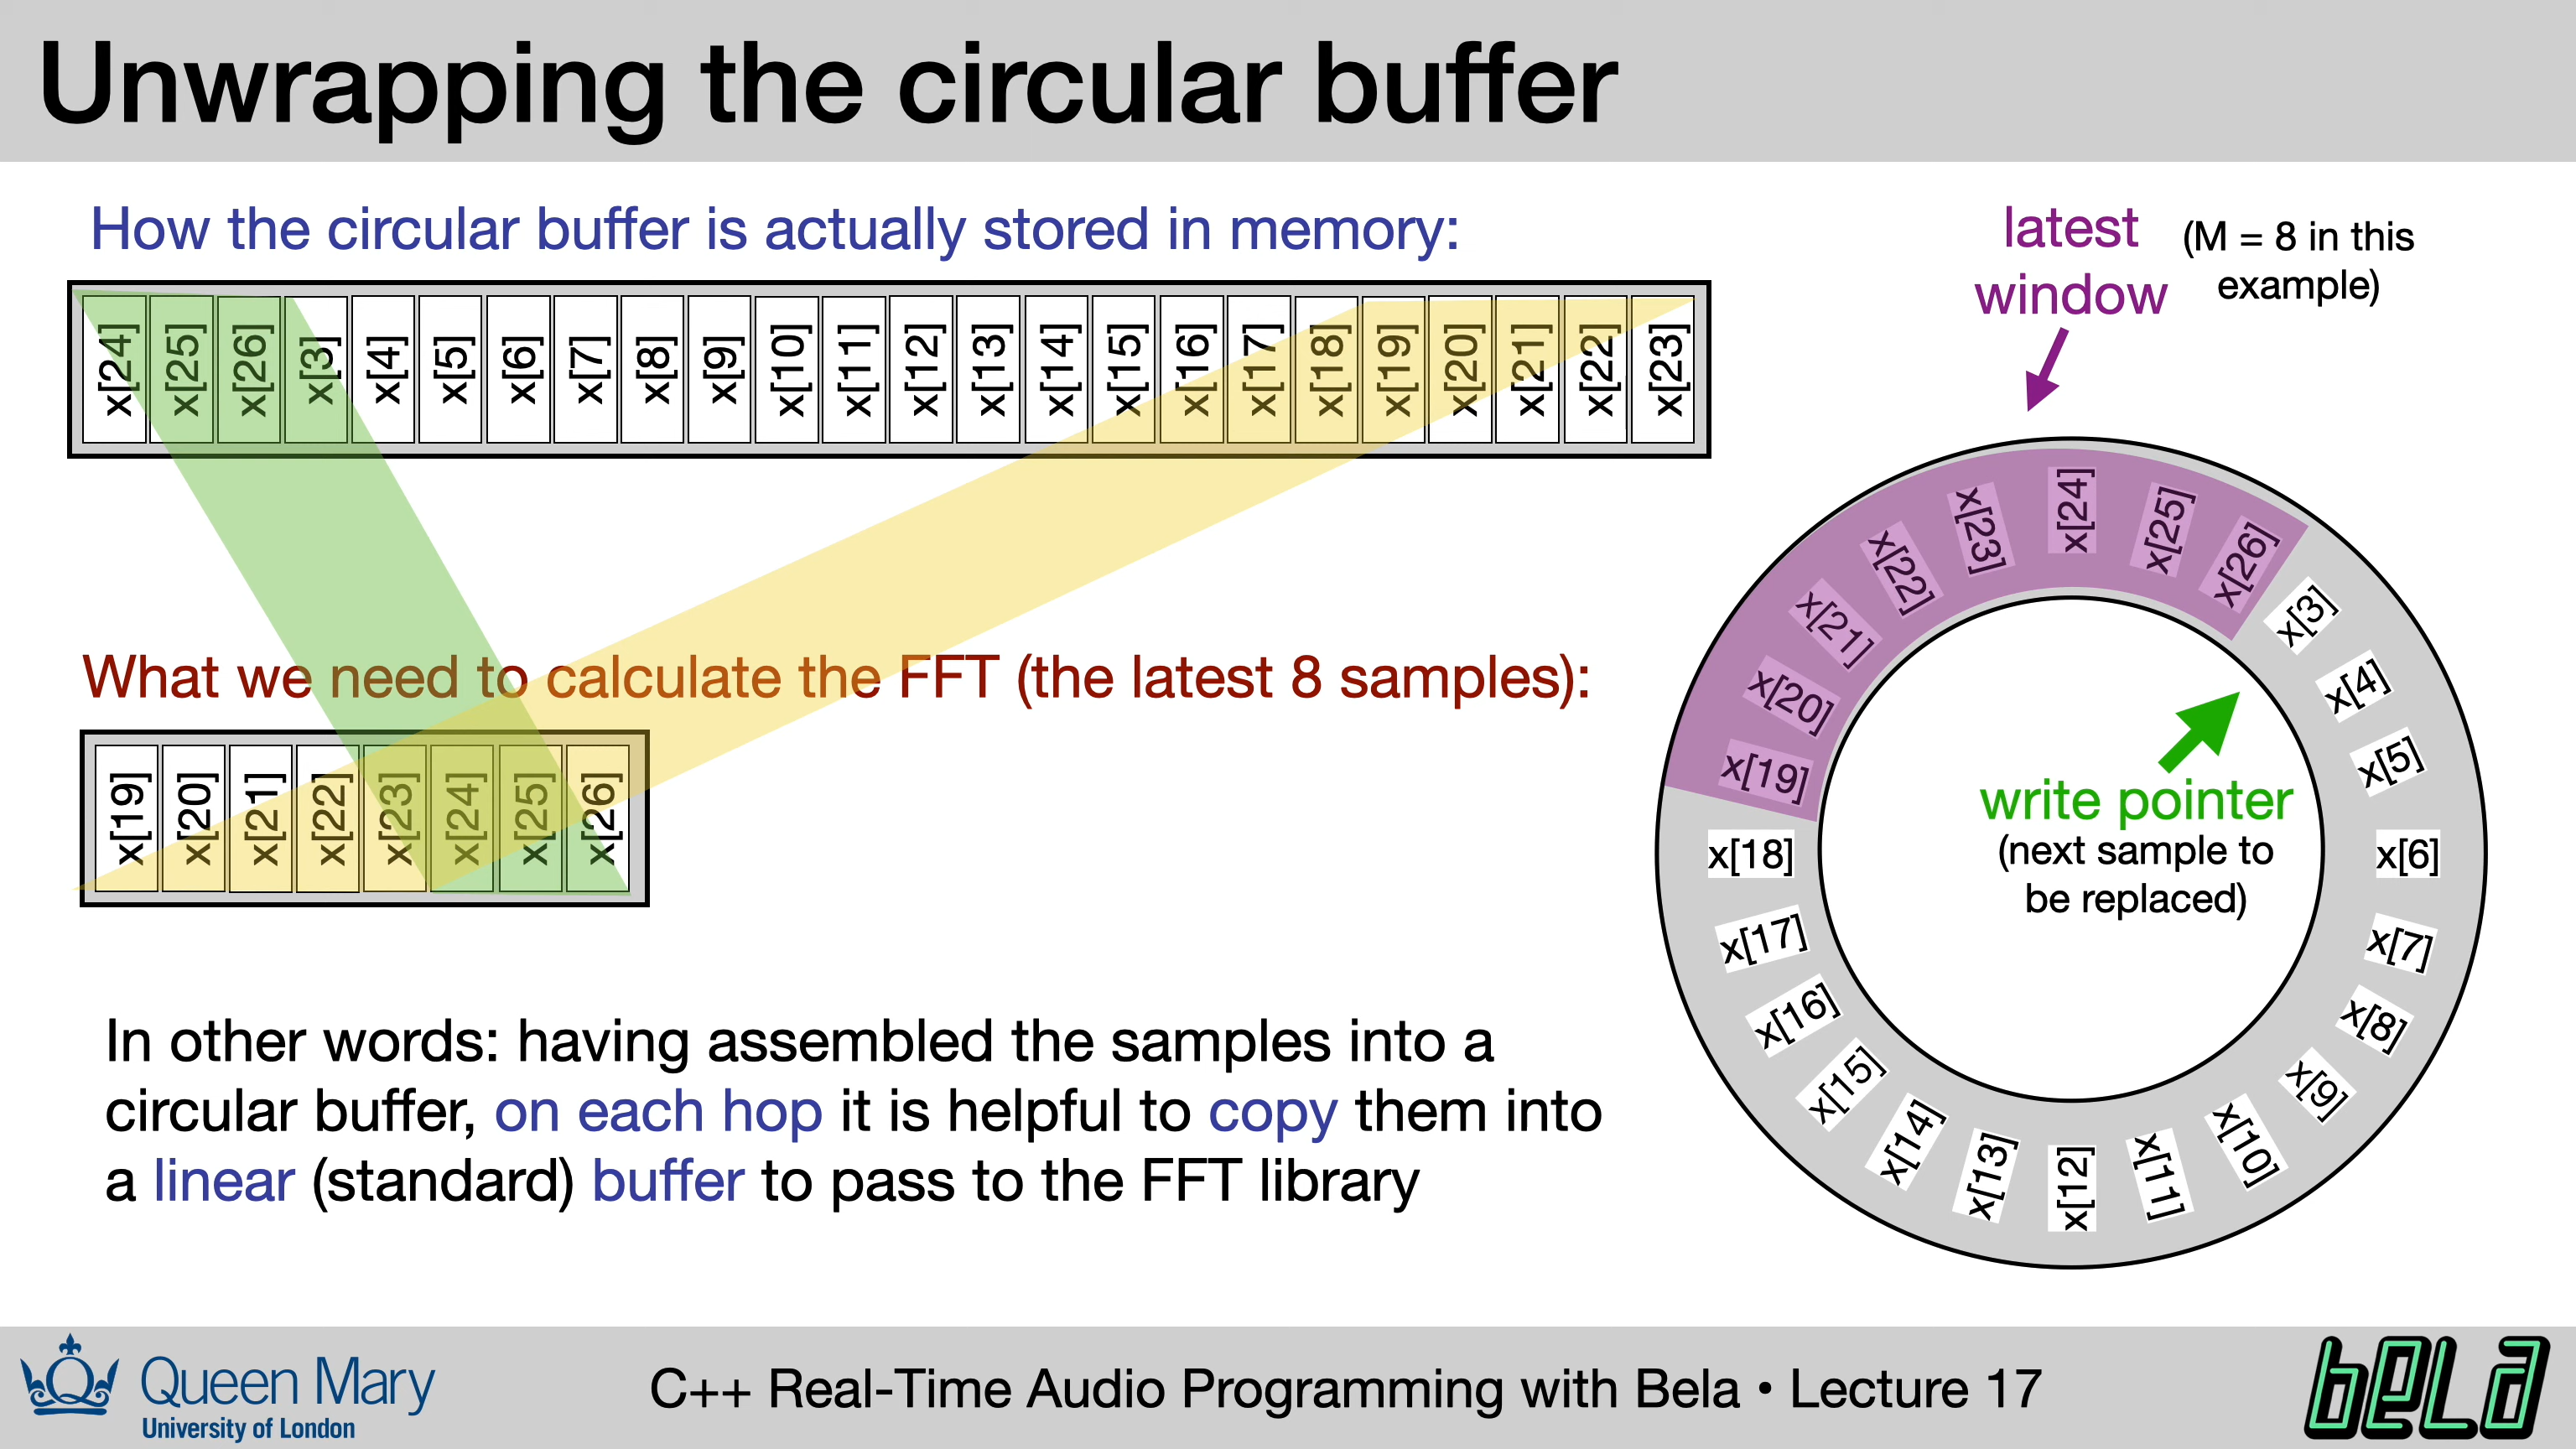 Unwrapping the circular buffer
How the circular buffer is actually stored in memory:
x[24] x[25] x[26] x[3] x[4] x[5] x[6] x[7] x[8] x[9] x[10] x[11] x[12] x[13] x[14] x[15] x[16] x[17] x[18] x[19] x[20] x[21] x[22] x[23]
What we need to calculate the FFT (the latest 8 samples):
x[19] x[20] x[21] x[22] x[23] x[24] x[25] x[26]
In other words: having assembled the samples into a
circular buffer, on each hop it is helpful to copy them into
a linear (standard) buffer to pass to the FFT library
latest
window
(M = 8 in this
example)
x[24]
x[25]
x[26]
x[3]
x[4]
x[5]
x[6]
x[7]
x[8]
x[9]
x[10]
x[11]
x[12]
x[13]
x[14]
x[15]
x[16]
x[17]
x[18]
x[19]
x[20]
x[21]
x[22]
x[23]
write pointer
(next sample to
be replaced)
Queen Mary
University of London
C++ Real-Time Audio Programming with Bela • Lecture 17
bela